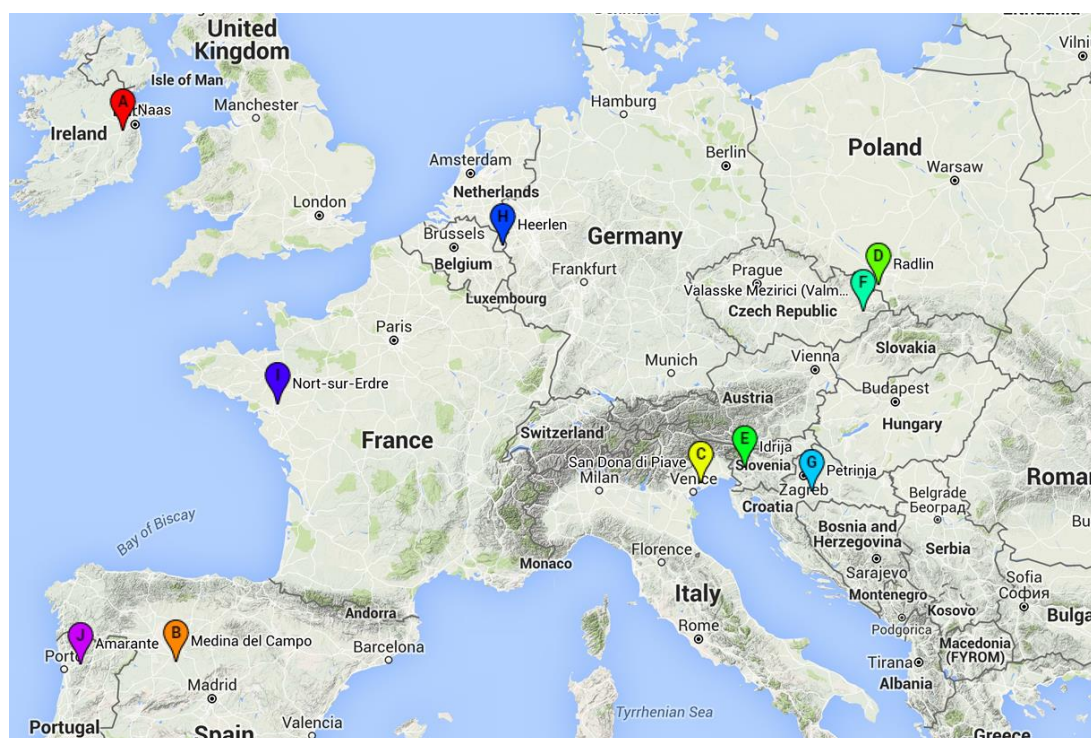 United
Kingdom
Isle of Man
A
Naas
Ireland
Manchester
London
Hamburg
Amsterdam
Netherlands
Berlin
Poland
Warsaw
H
Heerlen
Brussels
Belgium
Germany
D
Radlin
Prague
F
Valasske Mezirici (Valm...
Czech Republic
Frankfurt
Luxembourg
Paris
Munich
Vienna
Slovakia
I
Nort-sur-Erdre
Austria
Budapest
Hungary
France
Switzerland
E
Idrija
C
San Dona di Piave
Slovenia
G
Petrinja
Milan
Venice
Zagreb
Croatia
Belgrade
Београд
Romania
Bay of Biscay
Bosnia and
Herzegovina
Serbia
Florence
Monaco
Sarajevo
Montenegro
Kosovo
Sofia
София
Andorra
Italy
Bulga
J
Amarante
B
Medina del Campo
Porto
Barcelona
Rome
Podgorica
Macedonia
(FYROM)
Tirana
Albania
Madrid
Portugal
Spain
Valencia
Tyrrhenian Sea
Greece